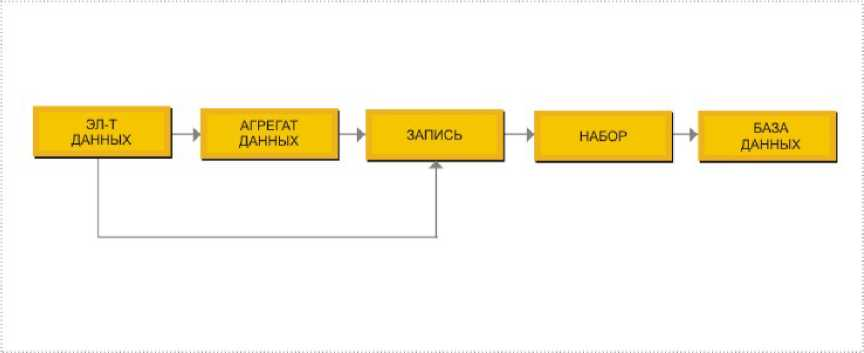 ЭЛ-Т
ДАННЫХ
АГРЕГАТ
ДАННЫХ
ЗАПИСЬ
НАБОР
БАЗА
ДАННЫХ